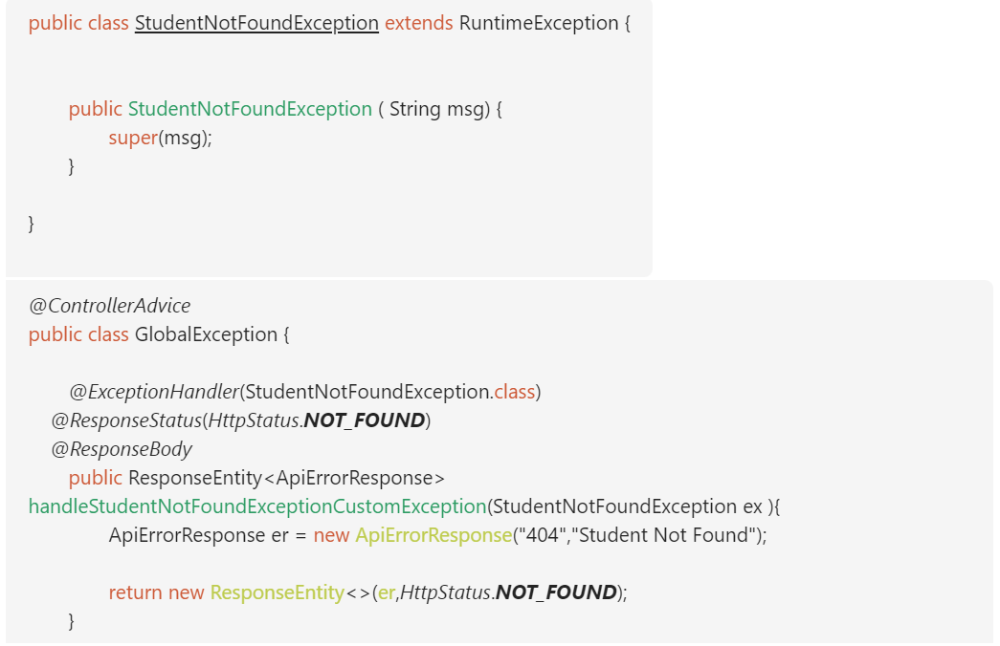 public class StudentNotFoundException extends RuntimeException {
public StudentNotFoundException ( String msg) {
super(msg);
}
}
@ControllerAdvice
public class GlobalException {
@ExceptionHandler(StudentNotFoundException.class)
@ResponseStatus(HttpStatus.NOT_FOUND)
@ResponseBody
public ResponseEntity<ApiErrorResponse>
handleStudentNotFoundExceptionCustomException(StudentNotFoundException ex ){
ApiErrorResponse er = new ApiErrorResponse("404","Student Not Found");
return new ResponseEntity<>(er,HttpStatus.NOT_FOUND);
}